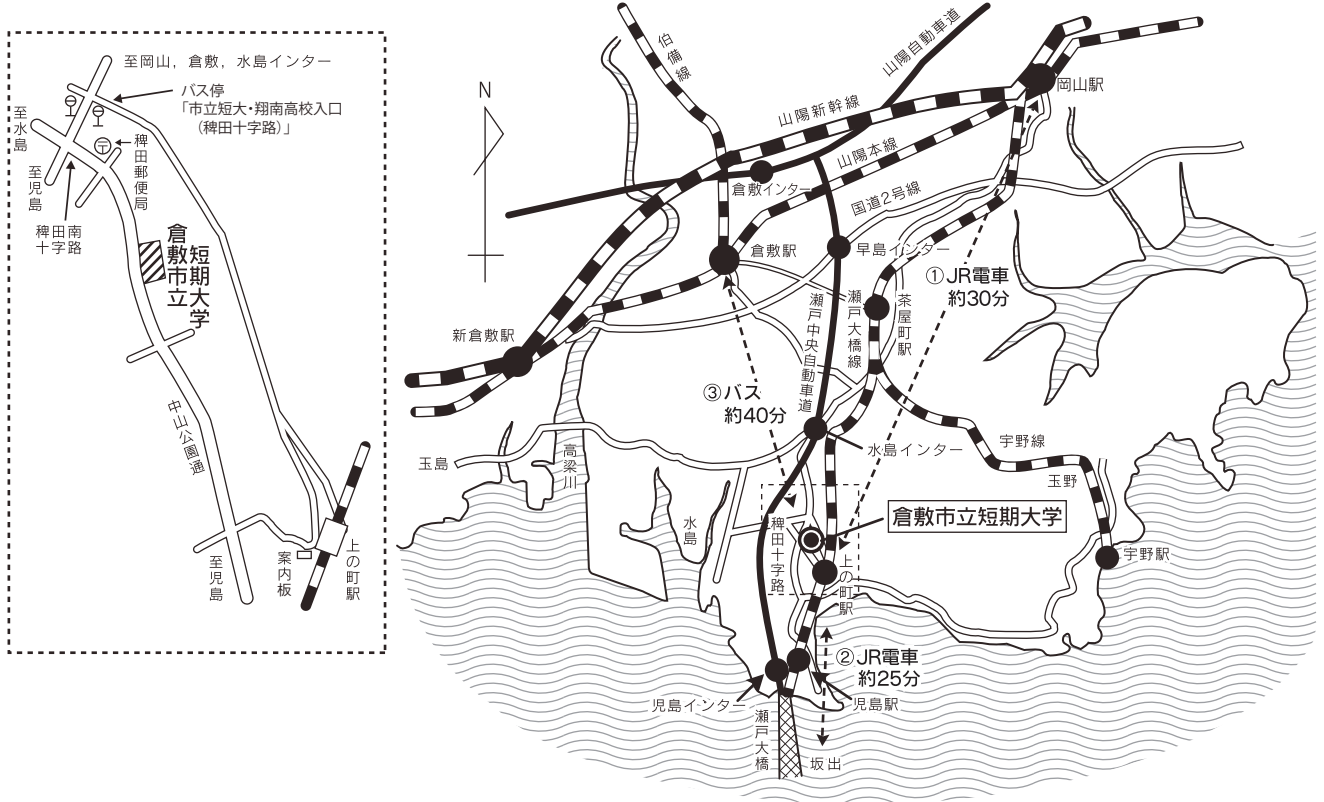 至岡山，倉敷，水島インター
バス停
「市立短大・翔南高校入口
（稗田十字路）」
至水島
〒
稗田郵便局
至児島
稗田南
十字路
倉敷市立
短期大学
中山公園通
至児島
案内板
上の町駅
N
伯備線
山陽自動車道
岡山駅
山陽新幹線
山陽本線
倉敷インター
国道2号線
倉敷駅
早島インター
①JR電車
約30分
瀬戸中央自動車道
瀬戸大橋線
茶屋町駅
新倉敷駅
③バス
約40分
水島インター
宇野線
玉島
高梁川
玉野
水島
稗田十字路
倉敷市立短期大学
上の町駅
宇野駅
②JR電車
約25分
児島インター
児島駅
瀬戸大橋
坂出